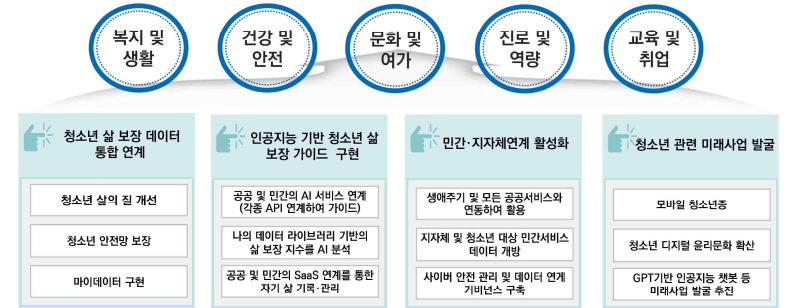 복지 및
생활
건강 및
안전
문화 및
여가
진로 및
역량
교육 및
취업
청소년 삶 보장 데이터
통합 연계
청소년 삶의 질 개선
청소년 안전망 보장
마이데이터 구현
인공지능 기반 청소년 삶
보장 가이드 구현
공공 및 민간의 AI 서비스 연계
(각종 API 연계하여 가이드)
나의 데이터 라이브러리 기반의
삶 보장 지수를 AI 분석
공공 및 민간의 SaaS 연계를 통한
자기 삶 기록·관리
민간·지자체연계 활성화
생애주기 및 모든 공공서비스와
연동하여 활용
지자체 및 청소년 대상 민간서비스
데이터 개방
사이버 안전 관리 및 데이터 연계
거버넌스 구축
청소년 관련 미래사업 발굴
모바일 청소년증
청소년 디지털 윤리문화 확산
GPT기반 인공지능 챗봇 등
미래사업 발굴 추진